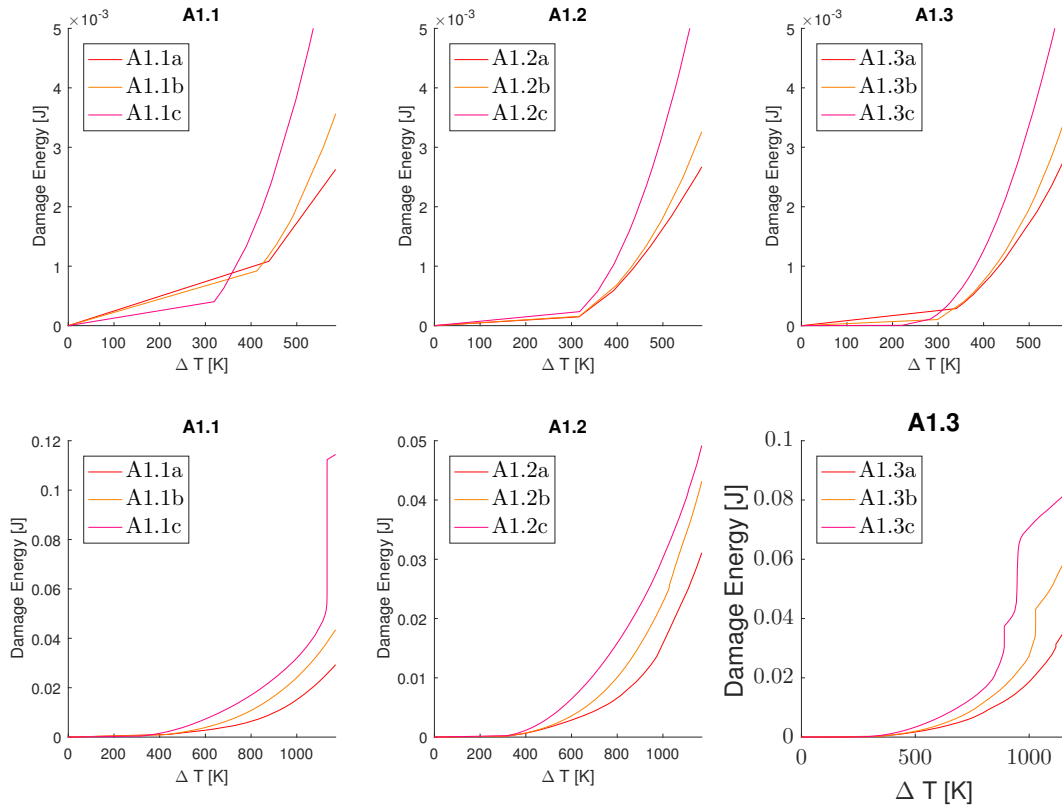 A1.1
×10⁻³
5
4
3
2
1
0
0 100 200 300 400 500
Damage Energy [J]
Δ T [K]
A1.1a
A1.1b
A1.1c
A1.2
×10⁻³
5
4
3
2
1
0
0 100 200 300 400 500
Damage Energy [J]
Δ T [K]
A1.2a
A1.2b
A1.2c
A1.3
×10⁻³
5
4
3
2
1
0
0 100 200 300 400 500
Damage Energy [J]
Δ T [K]
A1.3a
A1.3b
A1.3c
A1.1
0.12
0.1
0.08
0.06
0.04
0.02
0
0 200 400 600 800 1000
Damage Energy [J]
Δ T [K]
A1.1a
A1.1b
A1.1c
A1.2
0.05
0.04
0.03
0.02
0.01
0
0 200 400 600 800 1000
Damage Energy [J]
Δ T [K]
A1.2a
A1.2b
A1.2c
A1.3
0.1
0.08
0.06
0.04
0.02
0
0 500 1000
Damage Energy [J]
Δ T [K]
A1.3a
A1.3b
A1.3c